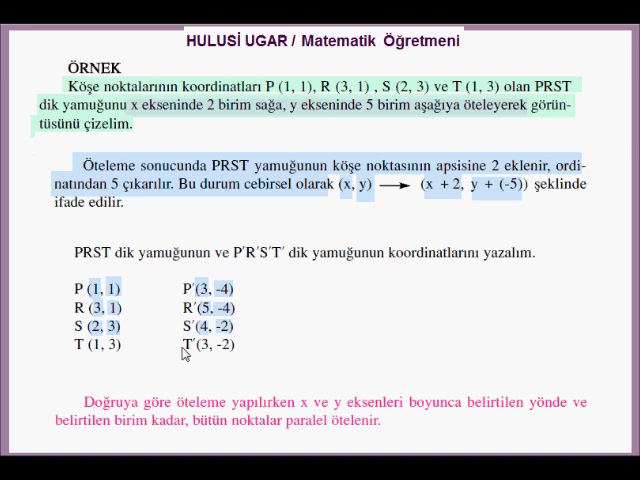 HULUSİ UGAR / Matematik Öğretmeni
ÖRNEK
Köşe noktalarının koordinatları P (1, 1), R (3, 1) , S (2, 3) ve T (1, 3) olan PRST
dik yamuğunu x ekseninde 2 birim sağa, y ekseninde 5 birim aşağıya öteleyerek görün-
tüsünü çizelim.
Öteleme sonucunda PRST yamuğunun köşe noktasının apsisine 2 eklenir, ordi-
natından 5 çıkarılır. Bu durum cebirsel olarak (x, y) ⟶ (x + 2, y + (-5)) şeklinde
ifade edilir.
PRST dik yamuğunun ve P′R′S′T′ dik yamuğunun koordinatlarını yazalım.
P (1, 1) P′(3, -4)
R (3, 1) R′(5, -4)
S (2, 3) S′(4, -2)
T (1, 3) T′(3, -2)
Doğruya göre öteleme yapılırken x ve y eksenleri boyunca belirtilen yönde ve
belirtilen birim kadar, bütün noktalar paralel ötelenir.